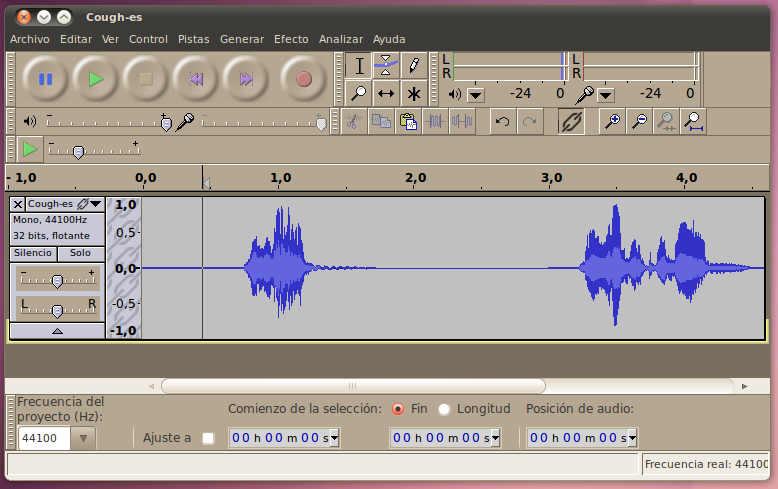 Cough-es
Archivo Editar Ver Control Pistas Generar Efecto Analizar Ayuda
L L
R R
-24 0 -24 0
- + - +
- +
- 1,0 0,0 1,0 2,0 3,0 4,0
Cough-es
Mono, 44100Hz
32 bits, flotante
Silencio Solo
- +
L R
1,0
0,5
0,0
-0,5
-1,0
Frecuencia del
proyecto (Hz):
44100
Comienzo de la selección: Fin Longitud Posición de audio:
Ajuste a 00 h 00 m 00 s 00 h 00 m 00 s 00 h 00 m 00 s
Frecuencia real: 44100